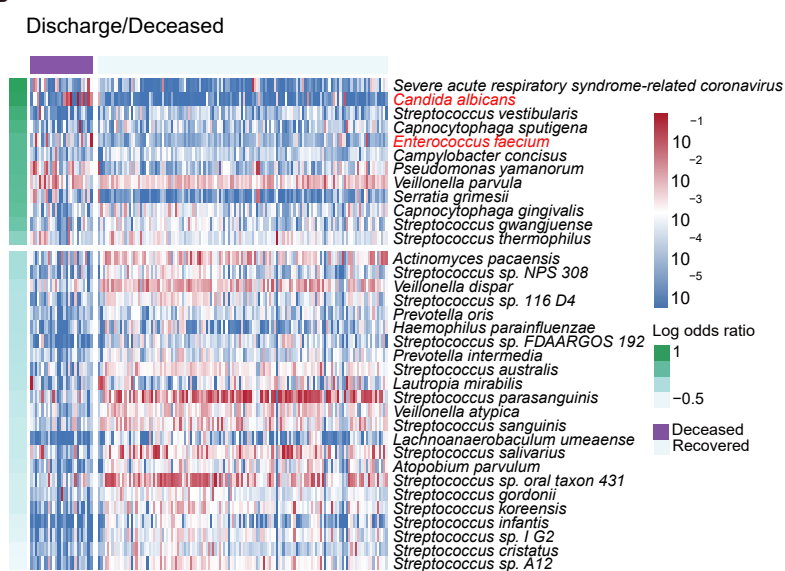 Discharge/Deceased
Severe acute respiratory syndrome-related coronavirus
Candida albicans
Streptococcus vestibularis
Capnocytophaga sputigena
Enterococcus faecium
Campylobacter concisus
Pseudomonas yamanorum
Veillonella parvula
Serratia grimesii
Capnocytophaga gingivalis
Streptococcus gwangjuense
Streptococcus thermophilus
Actinomyces pacaensis
Streptococcus sp. NPS 308
Veillonella dispar
Streptococcus sp. 116 D4
Prevotella oris
Haemophilus parainfluenzae
Streptococcus sp. FDAARGOS 192
Prevotella intermedia
Streptococcus australis
Lautropia mirabilis
Streptococcus parasanguinis
Veillonella atypica
Streptococcus sanguinis
Lachnoanaerobaculum umeaense
Streptococcus salivarius
Atopobium parvulum
Streptococcus sp. oral taxon 431
Streptococcus gordonii
Streptococcus koreensis
Streptococcus infantis
Streptococcus sp. I G2
Streptococcus cristatus
Streptococcus sp. A12
10 −1
10 −2
10 −3
10 −4
10 −5
Log odds ratio
1
−0.5
Deceased
Recovered